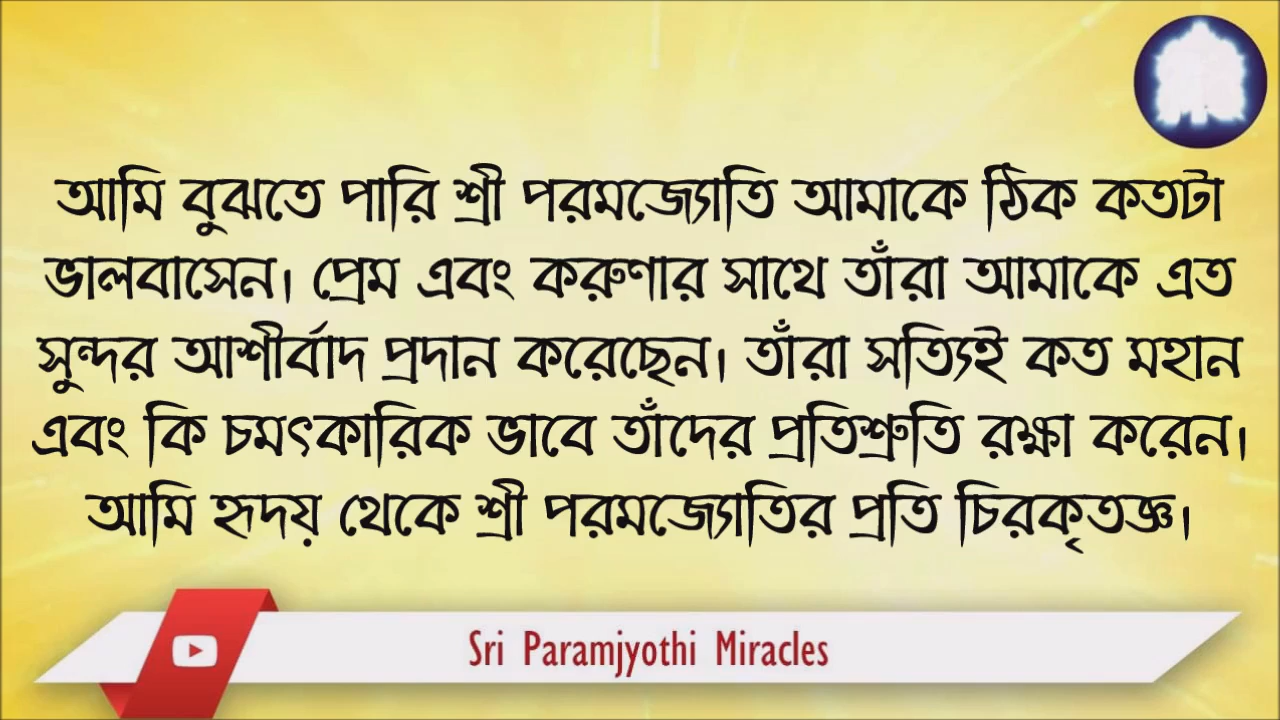 আমি বুঝতে পারি শ্রী পরমজ্যোতি আমাকে ঠিক কতটা
ভালবাসেন। প্রেম এবং করুণার সাথে তাঁরা আমাকে এত
সুন্দর আশীর্বাদ প্রদান করেছেন। তাঁরা সত্যিই কত মহান
এবং কি চমৎকারিক ভাবে তাঁদের প্রতিশ্রুতি রক্ষা করেন।
আমি হৃদয় থেকে শ্রী পরমজ্যোতির প্রতি চিরকৃতজ্ঞ।
Sri Paramjyothi Miracles